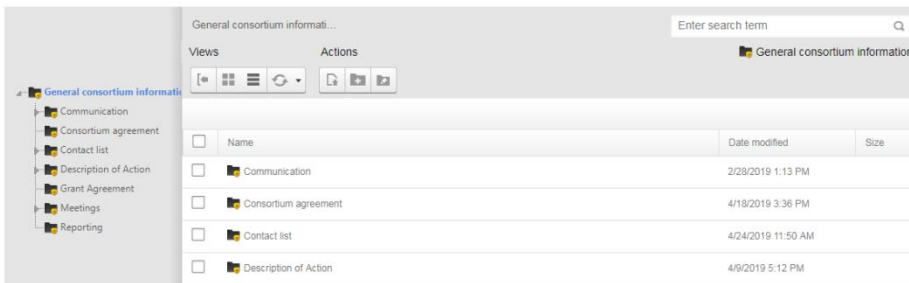 General consortium informati...
Enter search term
Views
Actions
General consortium information
General consortium informatio
Communication
Consortium agreement
Contact list
Description of Action
Grant Agreement
Meetings
Reporting
Name
Date modified
Size
Communication
2/28/2019 1:13 PM
Consortium agreement
4/18/2019 3:36 PM
Contact list
4/24/2019 11:50 AM
Description of Action
4/9/2019 5:12 PM